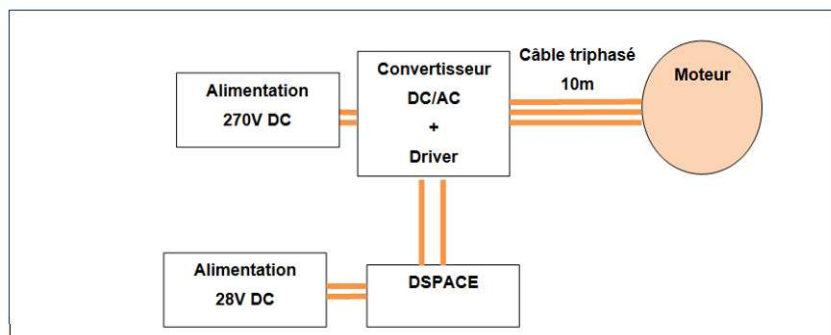 Alimentation
270V DC
Convertisseur
DC/AC
+
Driver
Câble triphasé
10m
Moteur
Alimentation
28V DC
DSPACE